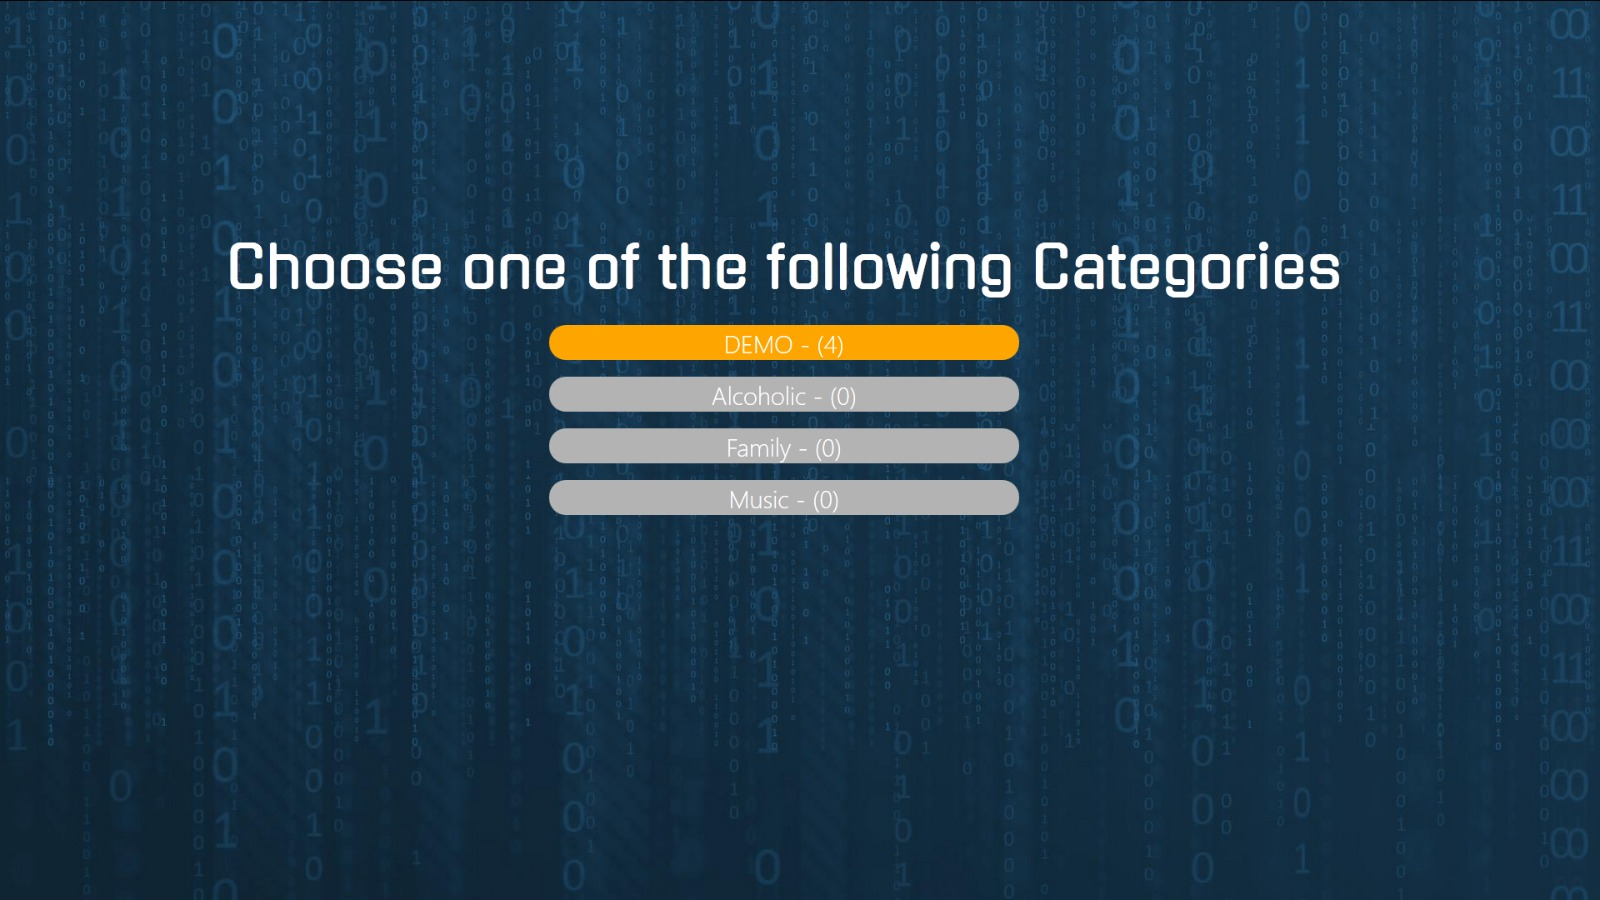 Choose one of the following Categories
DEMO - (4)
Alcoholic - (0)
Family - (0)
Music - (0)